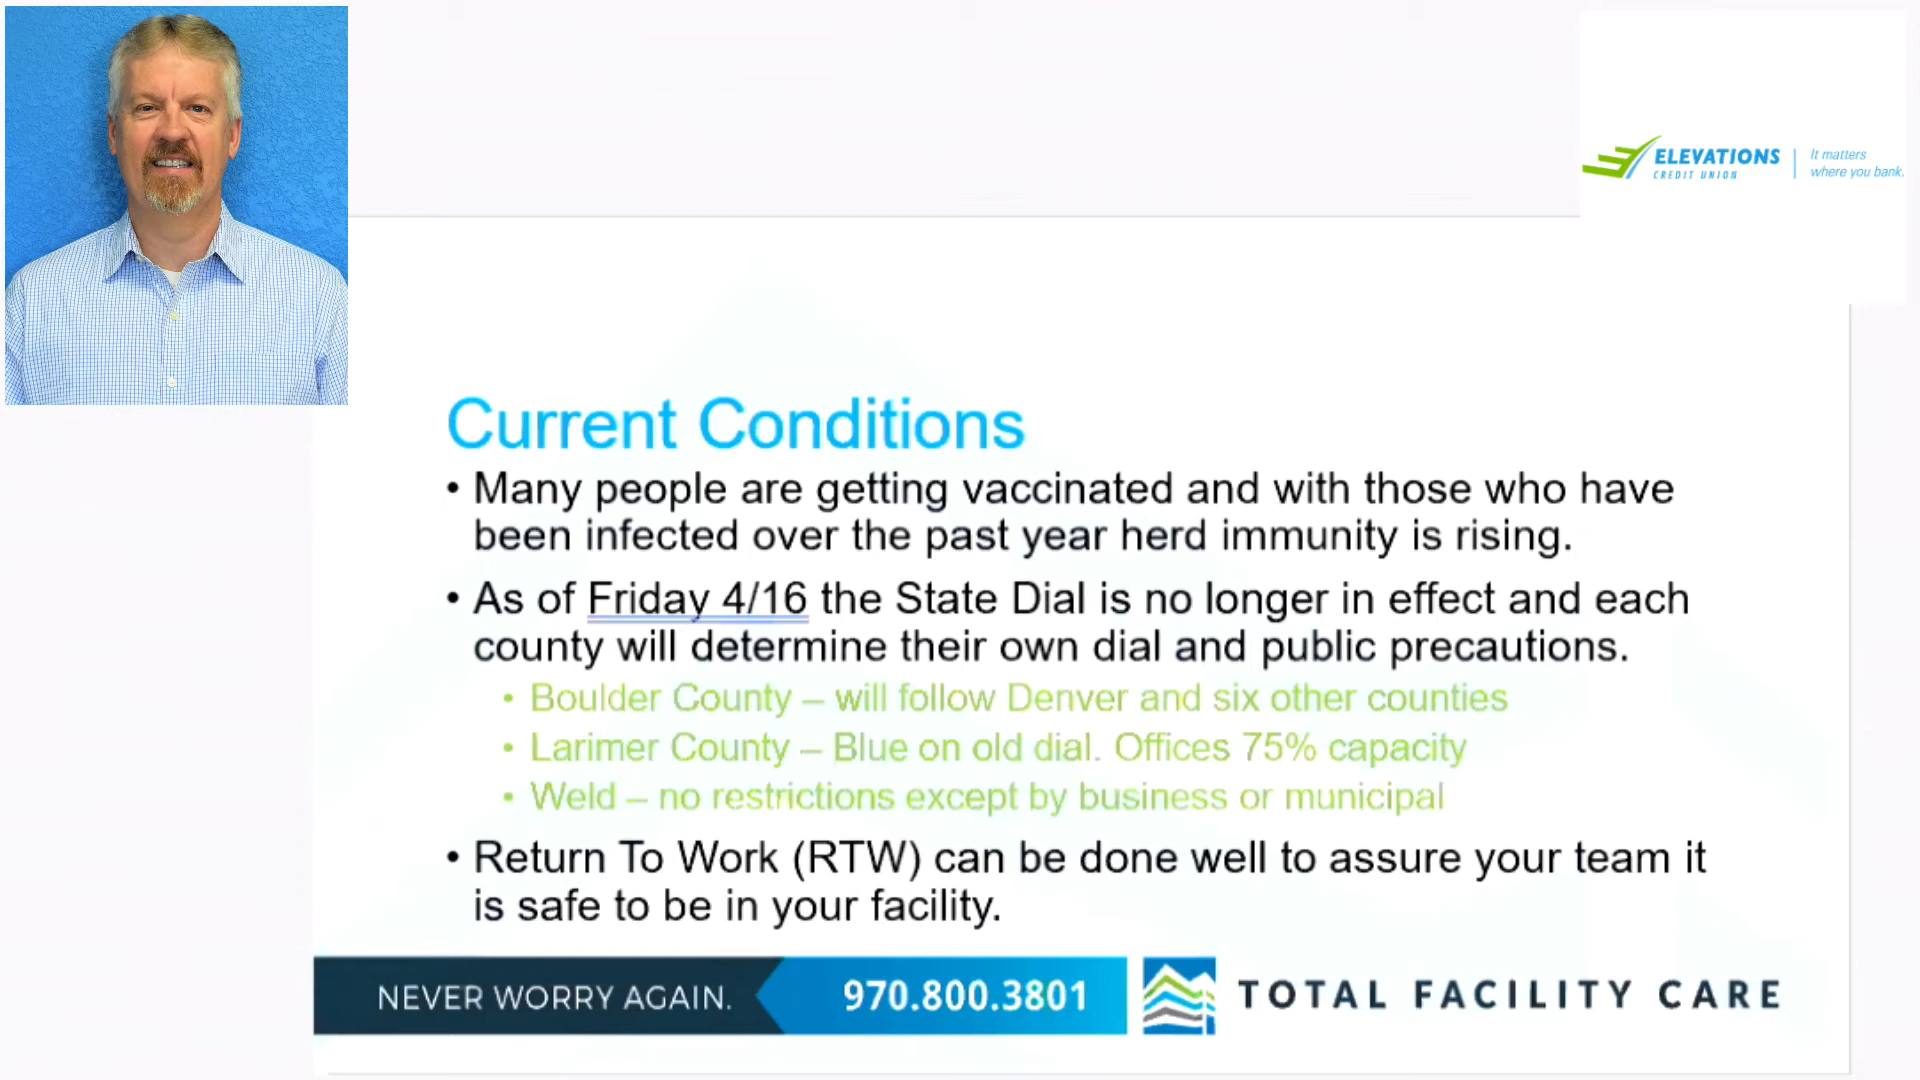 ELEVATIONS
CREDIT UNION
It matters
where you bank.
Current Conditions
• Many people are getting vaccinated and with those who have
been infected over the past year herd immunity is rising.
• As of Friday 4/16 the State Dial is no longer in effect and each
county will determine their own dial and public precautions.
• Boulder County – will follow Denver and six other counties
• Larimer County – Blue on old dial. Offices 75% capacity
• Weld – no restrictions except by business or municipal
• Return To Work (RTW) can be done well to assure your team it
is safe to be in your facility.
NEVER WORRY AGAIN.
970.800.3801
TOTAL FACILITY CARE